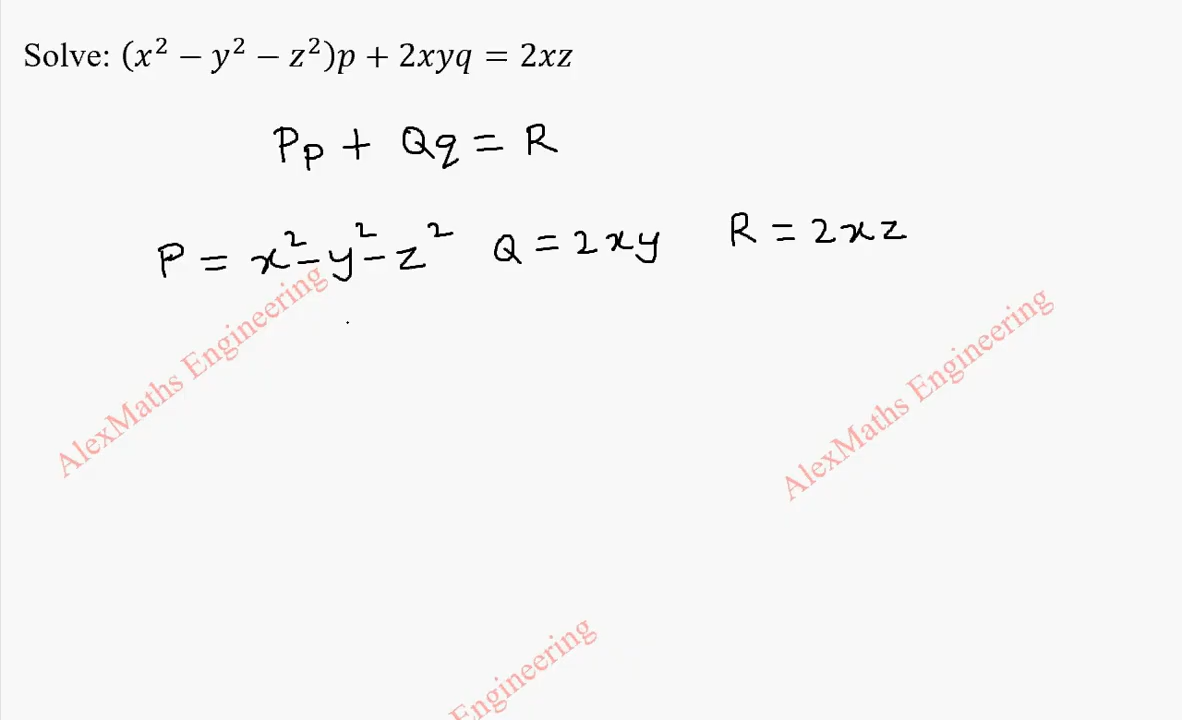 Solve: (x² − y² − z²)p + 2xyq = 2xz
Pp + Qq = R
P = x² - y² - z² Q = 2xy R = 2xz
AlexMaths Engineering
AlexMaths Engineering
Engineering